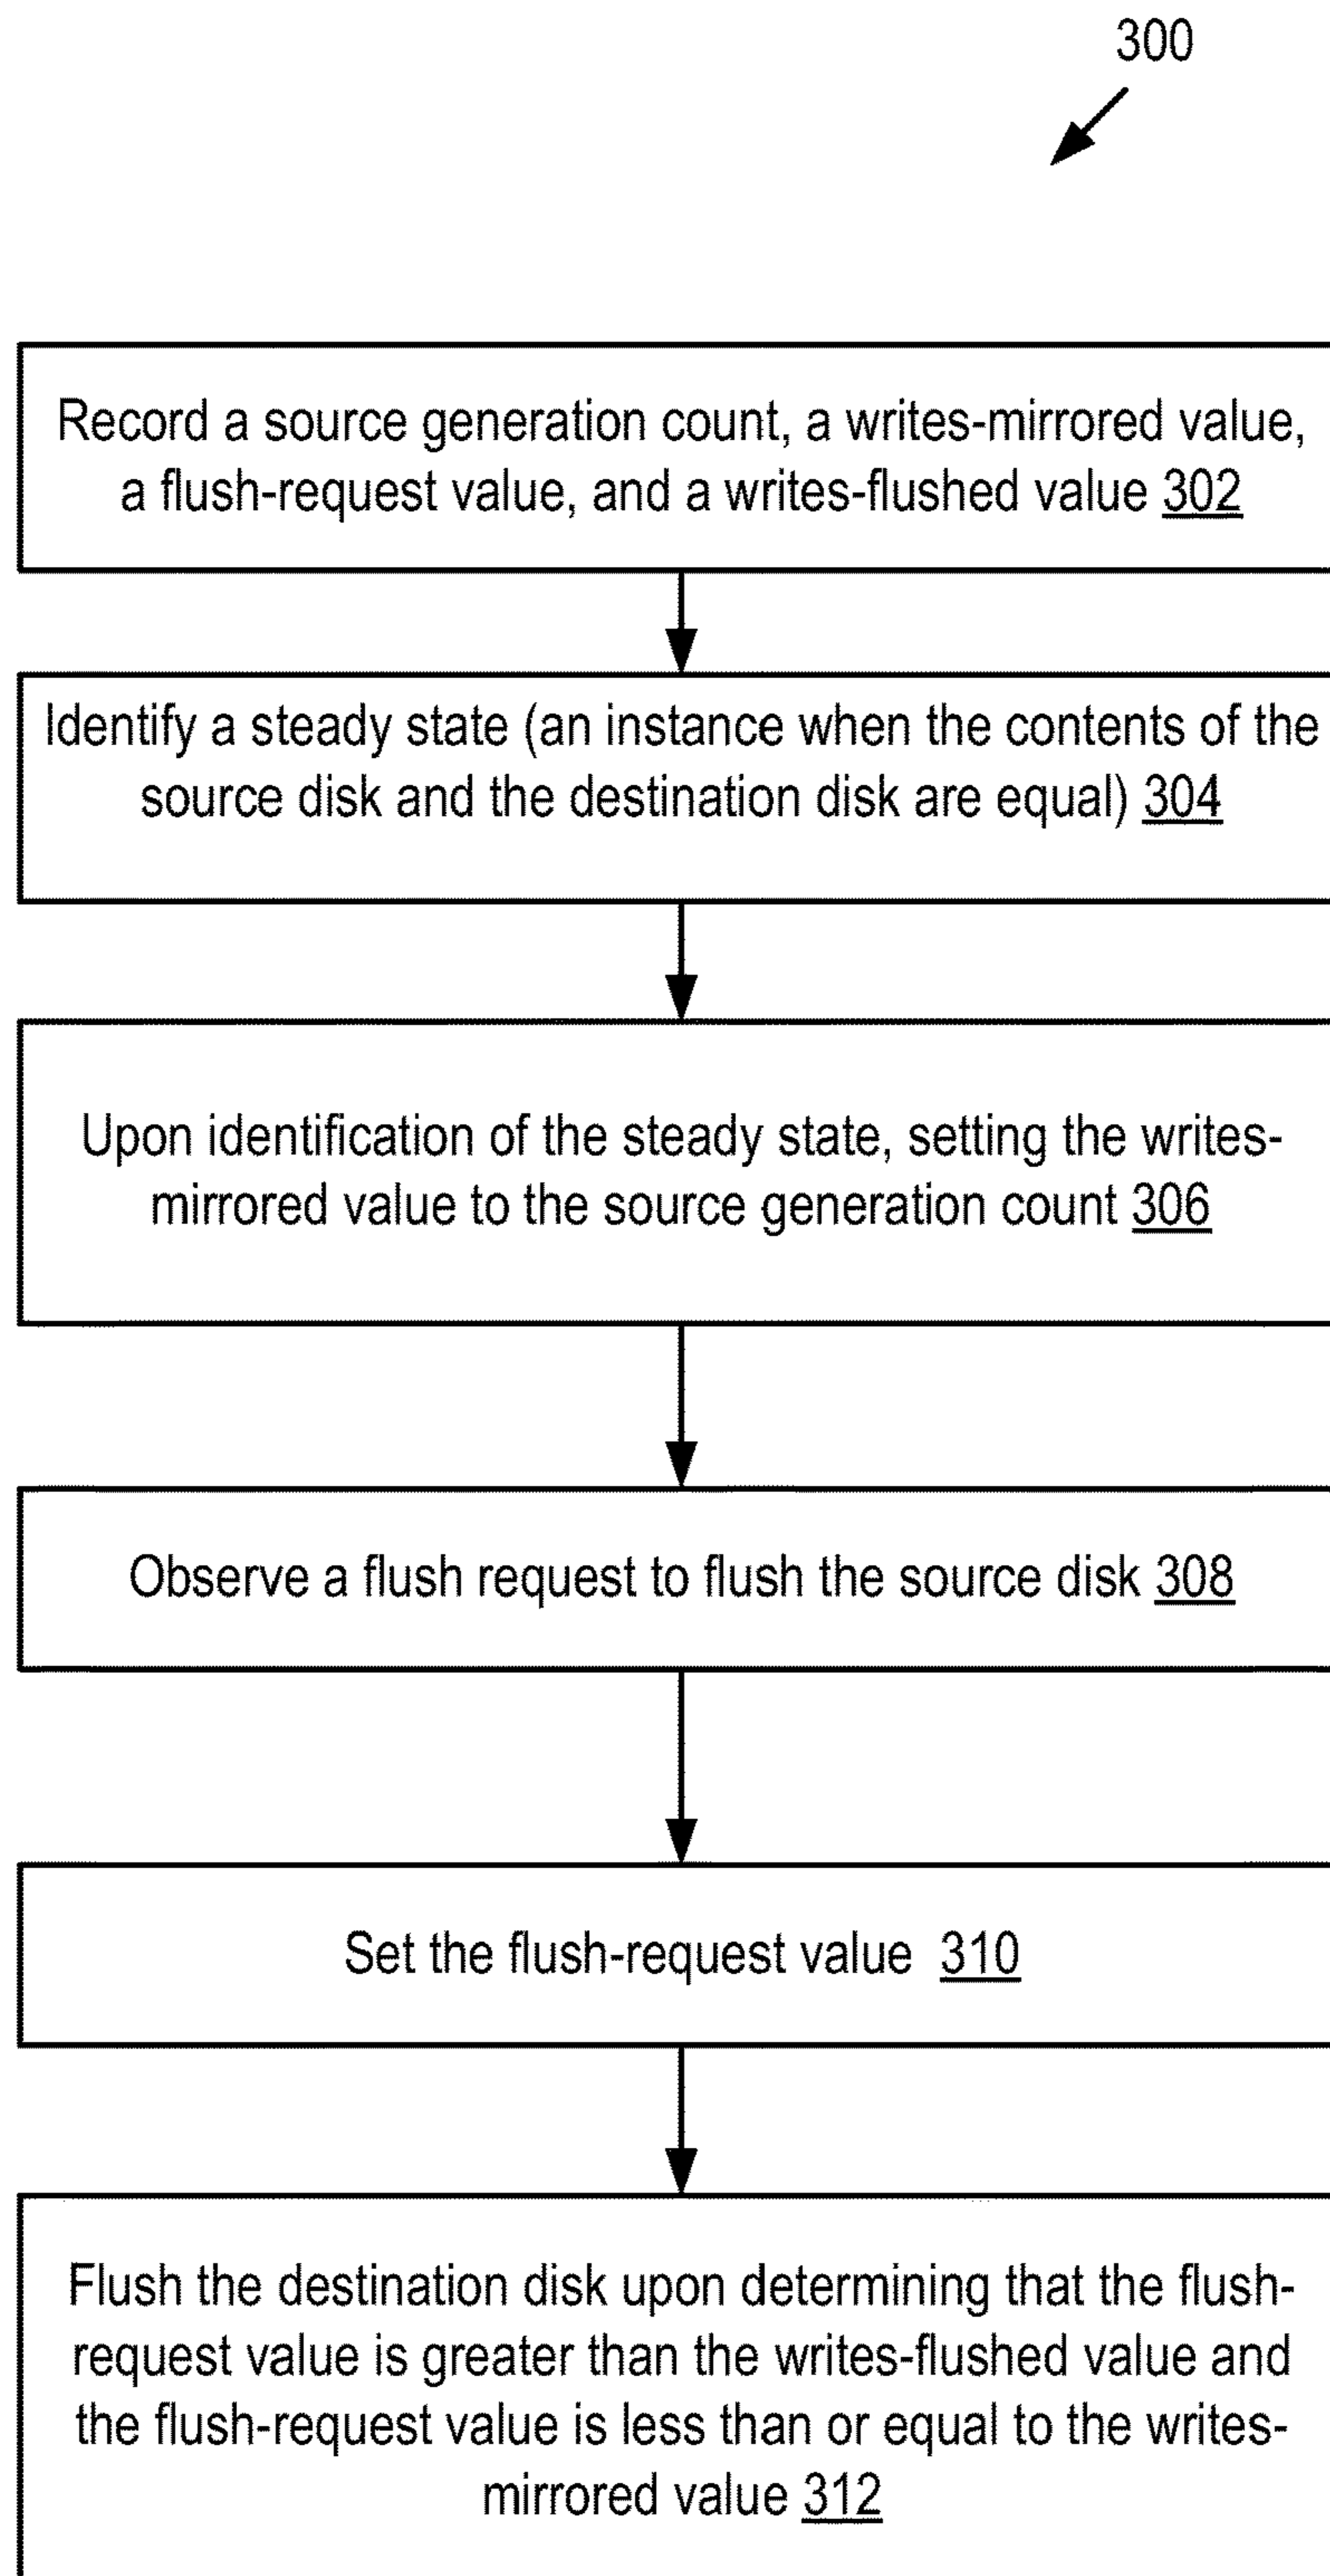 300
Record a source generation count, a writes-mirrored value,
a flush-request value, and a writes-flushed value 302
Identify a steady state (an instance when the contents of the
source disk and the destination disk are equal) 304
Upon identification of the steady state, setting the writes-
mirrored value to the source generation count 306
Observe a flush request to flush the source disk 308
Set the flush-request value 310
Flush the destination disk upon determining that the flush-
request value is greater than the writes-flushed value and
the flush-request value is less than or equal to the writes-
mirrored value 312